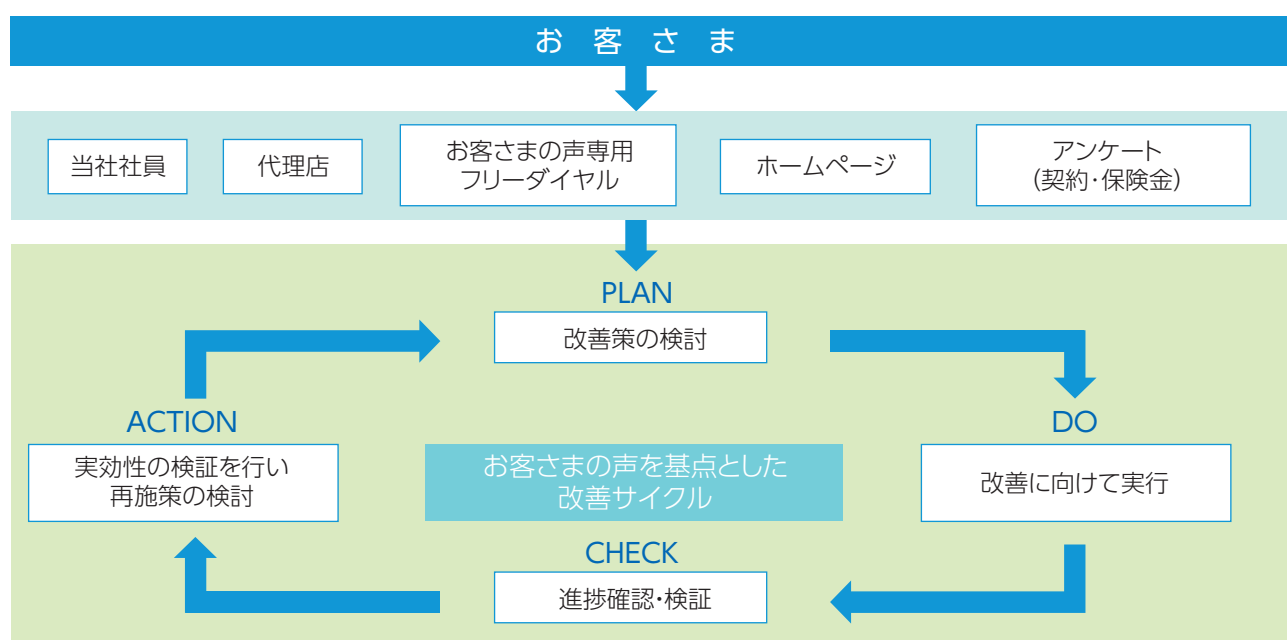 お客さま
当社社員
代理店
お客さまの声専用
フリーダイヤル
ホームページ
アンケート
(契約・保険金)
PLAN
改善策の検討
ACTION
実効性の検証を行い
再施策の検討
お客さまの声を基点とした
改善サイクル
DO
改善に向けて実行
CHECK
進捗確認・検証